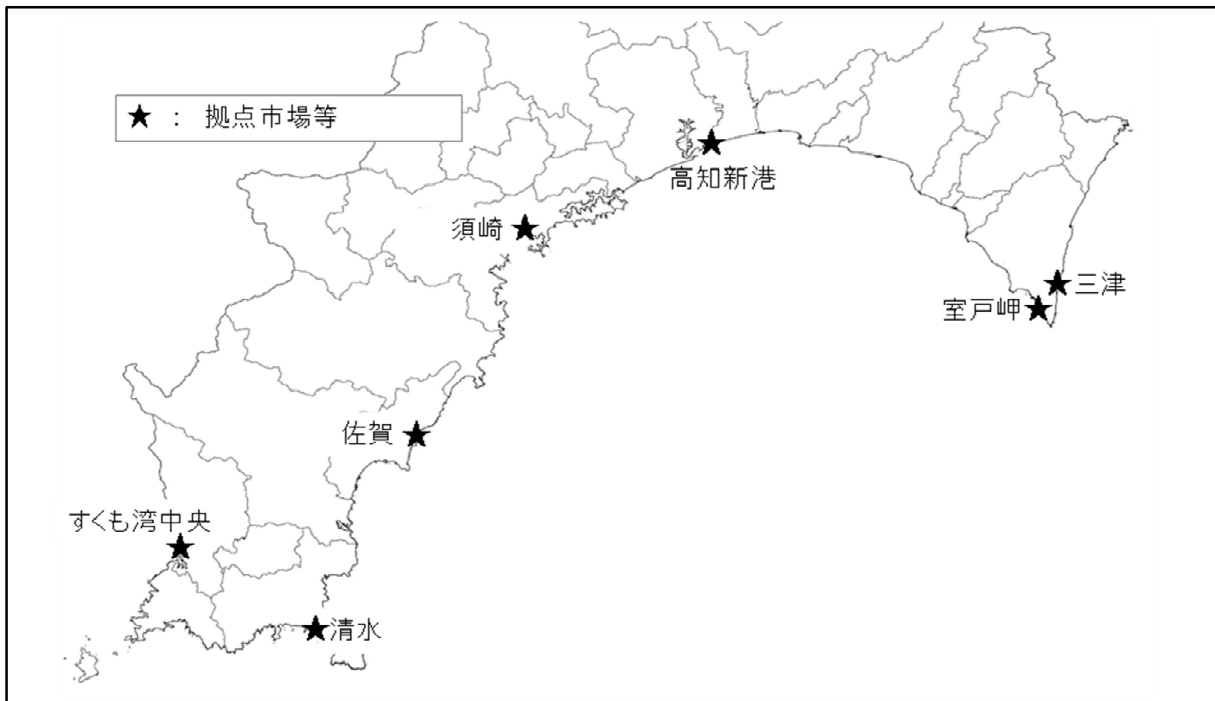 ★ : 拠点市場等
高知新港
須崎
三津
室戸岬
佐賀
すくも湾中央
清水